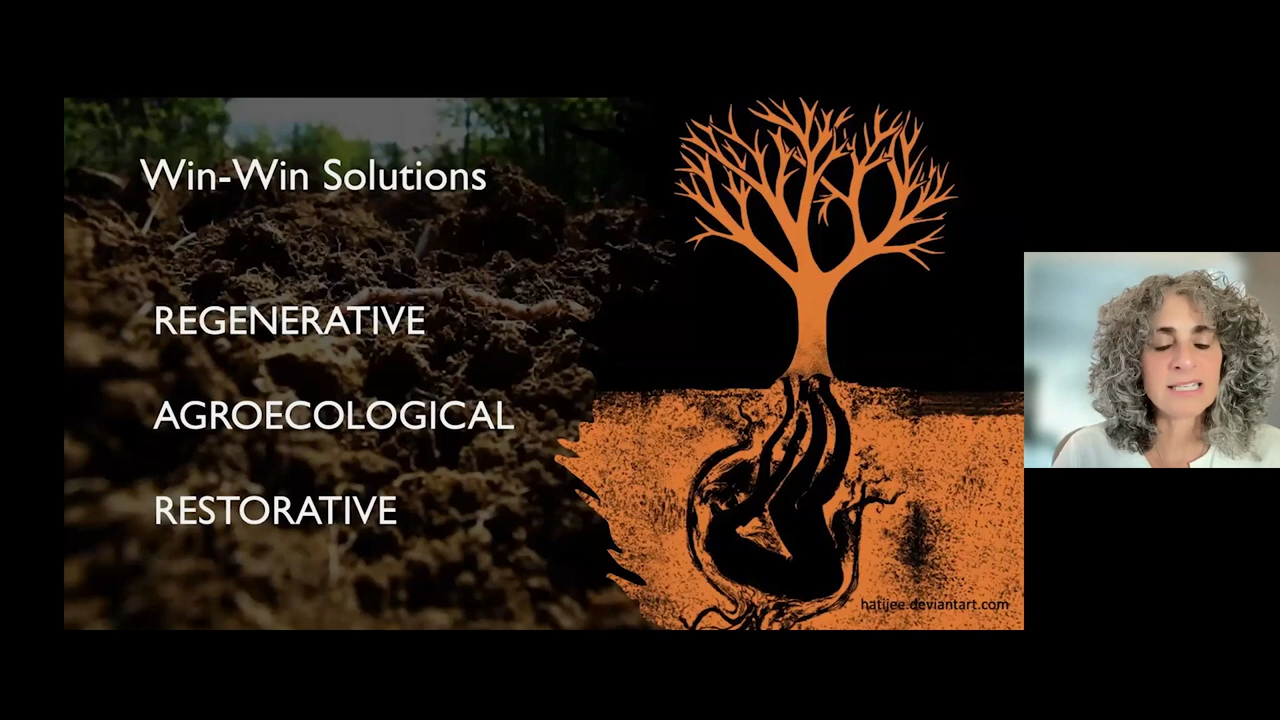 Win-Win Solutions
REGENERATIVE
AGROECOLOGICAL
RESTORATIVE
hatijee.deviantart.com